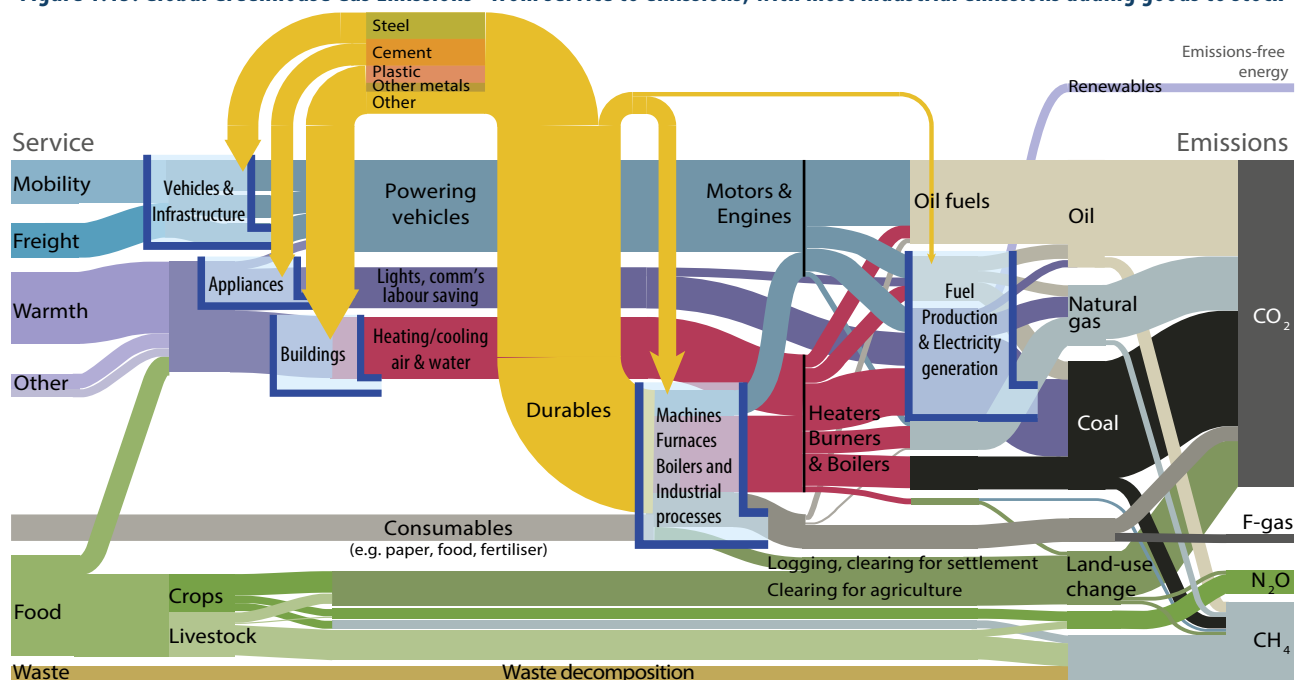 Steel
Cement
Plastic
Other metals
Other
Emissions-free
energy
Renewables
Service
Emissions
Mobility
Vehicles &
Infrastructure
Powering
vehicles
Motors &
Engines
Oil fuels
Oil
Freight
Warmth
Appliances
Lights, comm's
labour saving
Fuel
Production
& Electricity
generation
Natural
gas
CO2
Buildings
Heating/cooling
air & water
Other
Durables
Machines
Furnaces
Boilers and
Industrial
processes
Heaters
Burners
& Boilers
Coal
Consumables
(e.g. paper, food, fertiliser)
F-gas
Logging, clearing for settlement
Clearing for agriculture
Land-use
change
N2O
Food
Crops
Livestock
CH4
Waste
Waste decomposition